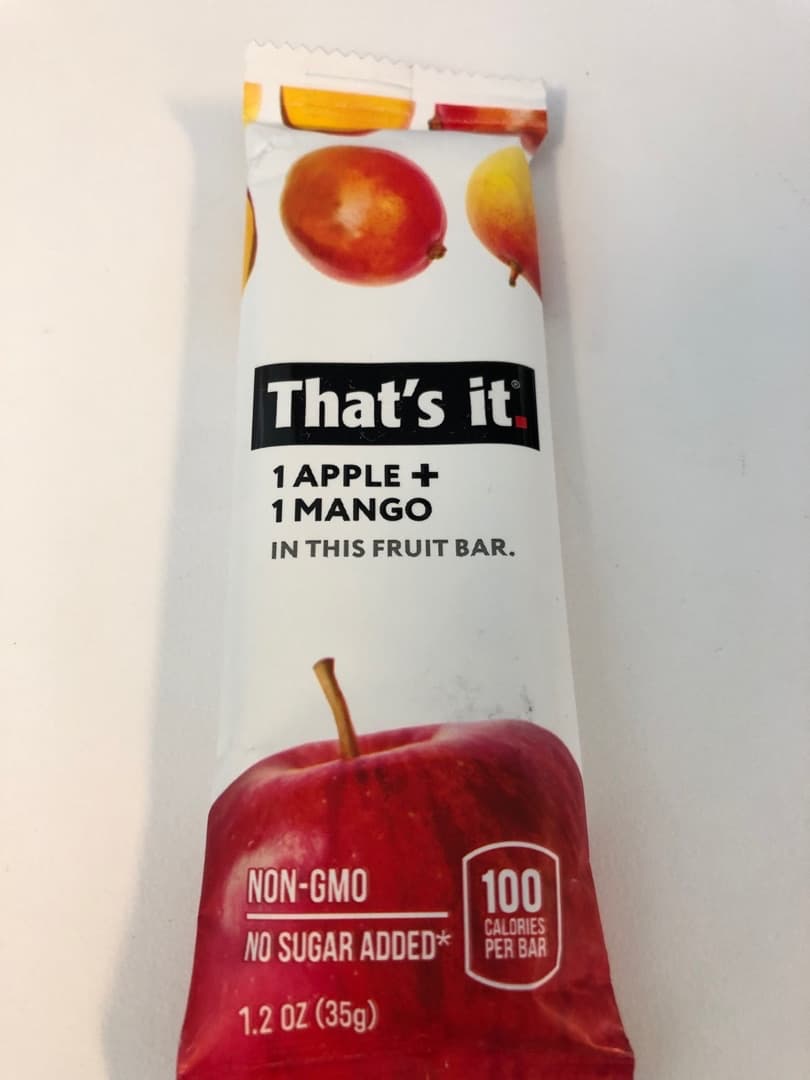 That's it.®
1 APPLE +
1 MANGO
IN THIS FRUIT BAR.
NON-GMO
NO SUGAR ADDED*
100
CALORIES
PER BAR
1.2 OZ (35g)